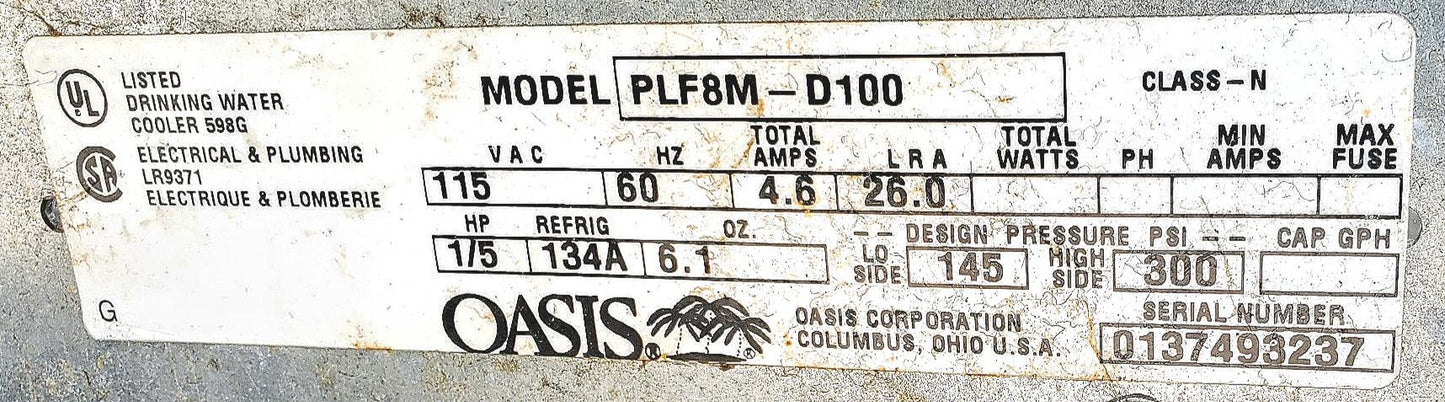 UL LISTED
DRINKING WATER
COOLER 598G
SA ELECTRICAL & PLUMBING
LR9371
ELECTRIQUE & PLOMBERIE
G
MODEL PLF8M – D100 CLASS – N
VAC HZ TOTAL AMPS LRA TOTAL WATTS PH MIN AMPS MAX FUSE
115 60 4.6 26.0
HP REFRIG OZ. – – DESIGN PRESSURE PSI – – CAP GPH
1/5 134A 6.1 LO SIDE 145 HIGH SIDE 300
OASIS® ®
OASIS CORPORATION
COLUMBUS, OHIO U.S.A.
SERIAL NUMBER
0137493237